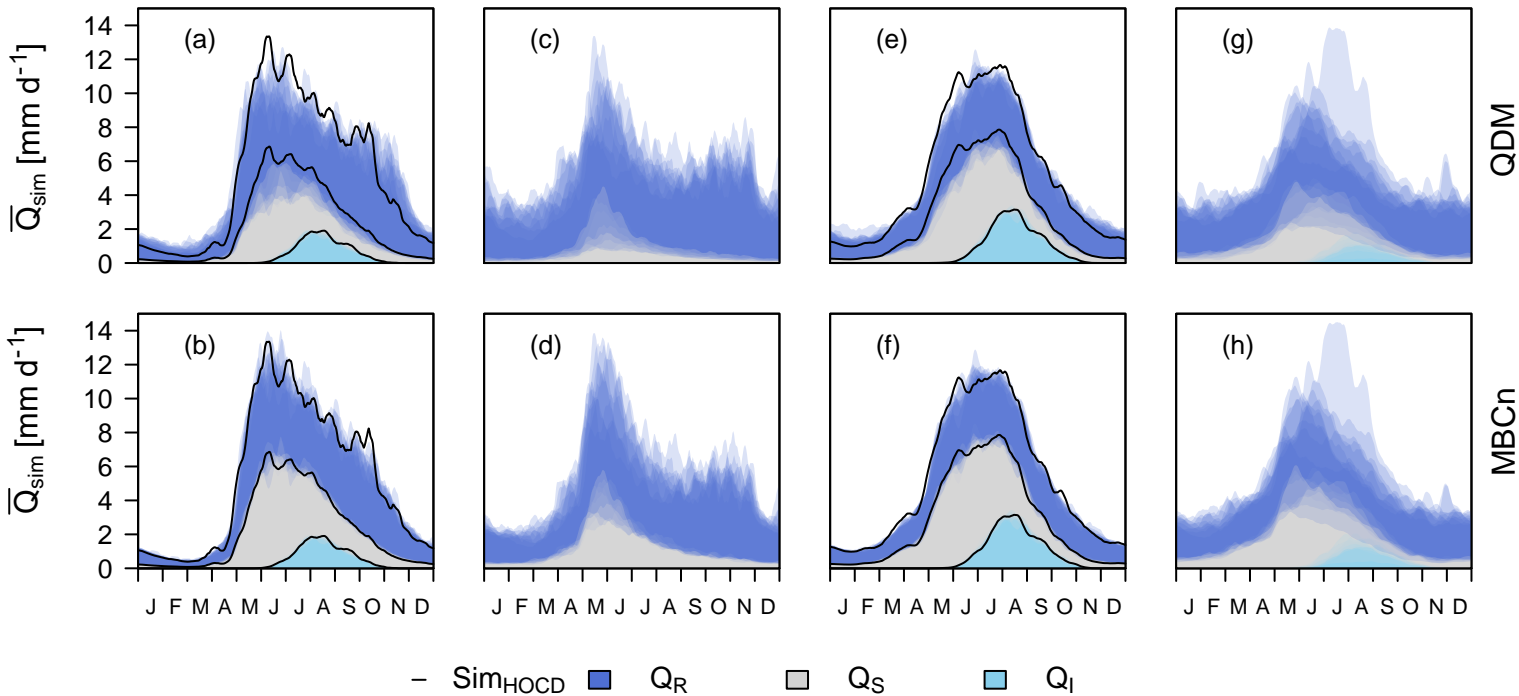 (a) (c) (e) (g)
14
12
10
8
6
4
2
0
Q̅sim [mm d⁻¹]
QDM
(b) (d) (f) (h)
14
12
10
8
6
4
2
0
Q̅sim [mm d⁻¹]
MBCn
J F M A M J J A S O N D J F M A M J J A S O N D J F M A M J J A S O N D J F M A M J J A S O N D
– SimHOCD QR QS QI